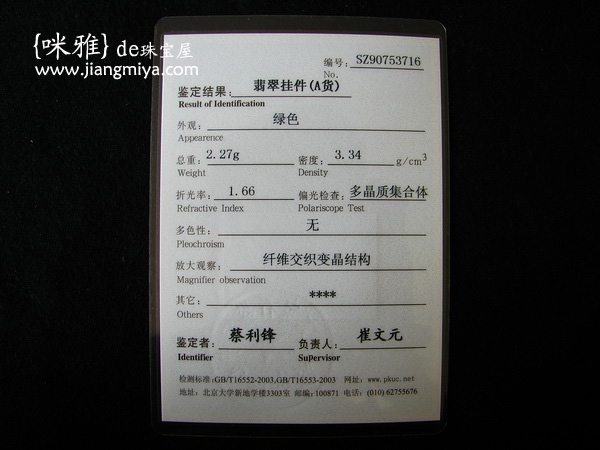 {咪雅}de珠宝屋
www.jiangmiya.com
编号: SZ90753716
No.
鉴定结果: 翡翠挂件(A货)
Result of Identification
外观: 绿色
Appearence
总重: 2.27g 密度: 3.34 g/cm³
Weight Density
折光率: 1.66 偏光检查: 多晶质集合体
Refractive Index Polariscope Test
多色性: 无
Pleochroism
放大观察: 纤维交织变晶结构
Magnifier observation
其它: ****
Others
鉴定者: 蔡利锋 负责人: 崔文元
Identifier Supervisor
检测标准:GB/T16552-2003,GB/T16553-2003 网址: www.pkuc.net
地址: 北京大学新地学楼3303室 邮编:100871 电话: (010) 62755676